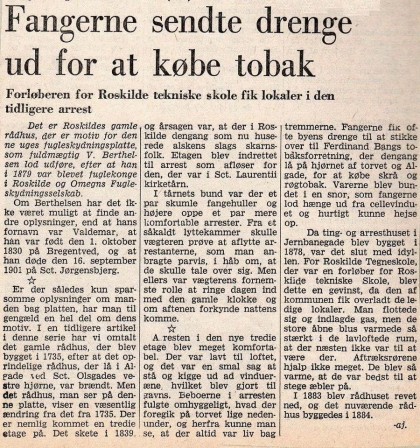 Fangerne sendte drenge
ud for at købe tobak
Forløberen for Roskilde tekniske skole fik lokaler i den
tidligere arrest
Det er Roskildes gamle
rådhus, der er motiv for den-
ne uges fugleskydningsplatte,
som fuldmægtig V. Berthel-
sen lod udføre, efter at han
i 1879 var blevet fuglekonge
i Roskilde og Omegns Fugle-
skydningsselskab.
Om Berthelsen har det ik-
ke været muligt at finde an-
dre oplysninger, end at hans
fornavn var Valdemar, at
han var født den 1. oktober
1830 på Bregentved, og at
han døde den 16. september
1901 på Sct. Jørgensbjerg.
☆
Er der således kun spar-
somme oplysninger om man-
den bag platten, har man til
gengæld en hel del om dens
motiv. I en tidligere artikel
i denne serie har vi omtalt
det gamle rådhus, der blev
bygget i 1735, efter at det op-
rindelige rådhus, der lå i Al-
gade ved Sct. Olsgades ve-
stre hjørne, var brændt. Men
det rådhus, man ser på den-
ne platte, viser en væsentlig
ændring fra det fra 1735. Der
er nemlig kommet en tredie
etage på. Det skete i 1839,
og årsagen var, at der i Ros-
kilde dengang som nu huse-
rede alskens slags skarns-
folk. Etagen blev indrettet
til arrest som afløser for
den, der var i Sct. Laurentii
kirketårn.
I tårnets bund var der et
par skumle fangehuller og
højere oppe et par mere
komfortable arrester. Fra et
såkaldt lyttekammer skulle
vægteren prøve at aflytte ar-
restanterne, som man an-
bragte parvis, i håb om, at
de skulle tale over sig. Men
ellers var vægterens fornem-
ste rolle at ringe dagen ind
med den gamle klokke og
om aftenen forkynde nattens
komme.
☆
A resten i den nye tredie
etage blev meget komforta-
bel. Der var lavt til loftet,
og det var en smal sag at
stå og kigge ud ad vindue
erne, hvilket blev gjort til
gavns. Beboerne i arresten
fulgte omhyggeligt, hvad der
foregik på torvet lige neden-
under, og herfra kunne man
se, at der altid var liv bag
tremmerne. Fangerne fik of-
te byens drenge til at stikke
over til Ferdinand Bangs to-
baksforretning, der dengang
lå på hjørnet af torvet og Al-
gade, for at købe skrå og
røgtobak. Varerne blev bun-
det i en snor, som fangerne
lod hænge ud fra cellevindu-
et og hurtigt kunne hejse
op.
Da ting- og arresthuset i
Jernbanegade blev bygget i
1878, var det slut med idyl-
len. For Roskilde Tegneskole,
der var en forløber for Ros-
kilde tekniske Skole, blev
dette en gevinst, da den af
kommunen fik overladt de le-
dige lokaler. Man flottede
sig og indlagde gas, men de
store åbne blus varmede så
stærkt i de lavloftede rum,
at der næsten ikke var til at
være der. Aftræksrørene
hjalp ikke meget. De blev så
varme, at de var bedst til at
stege æbler på.
I 1883 blev rådhuset revet
ned, og det nuværende råd-
hus byggedes i 1884.
-af.